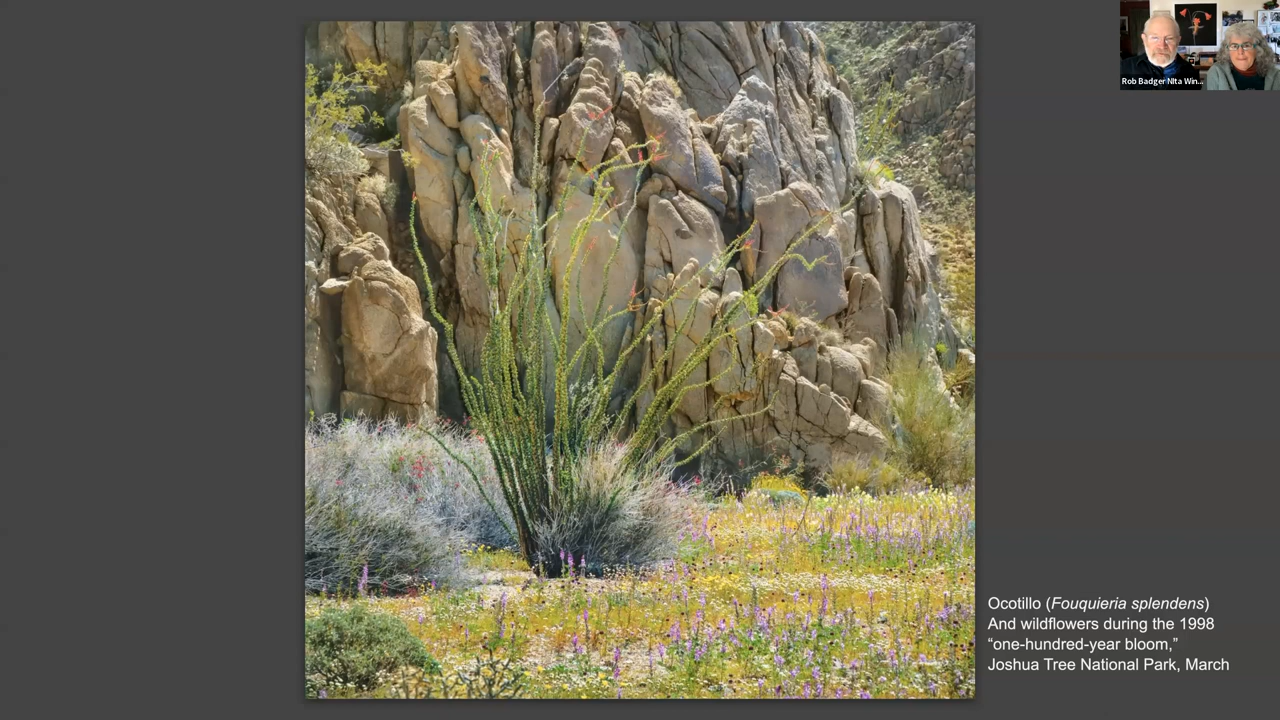 Rob Badger NIta Win...
Ocotillo (Fouquieria splendens)
And wildflowers during the 1998
“one-hundred-year bloom,”
Joshua Tree National Park, March